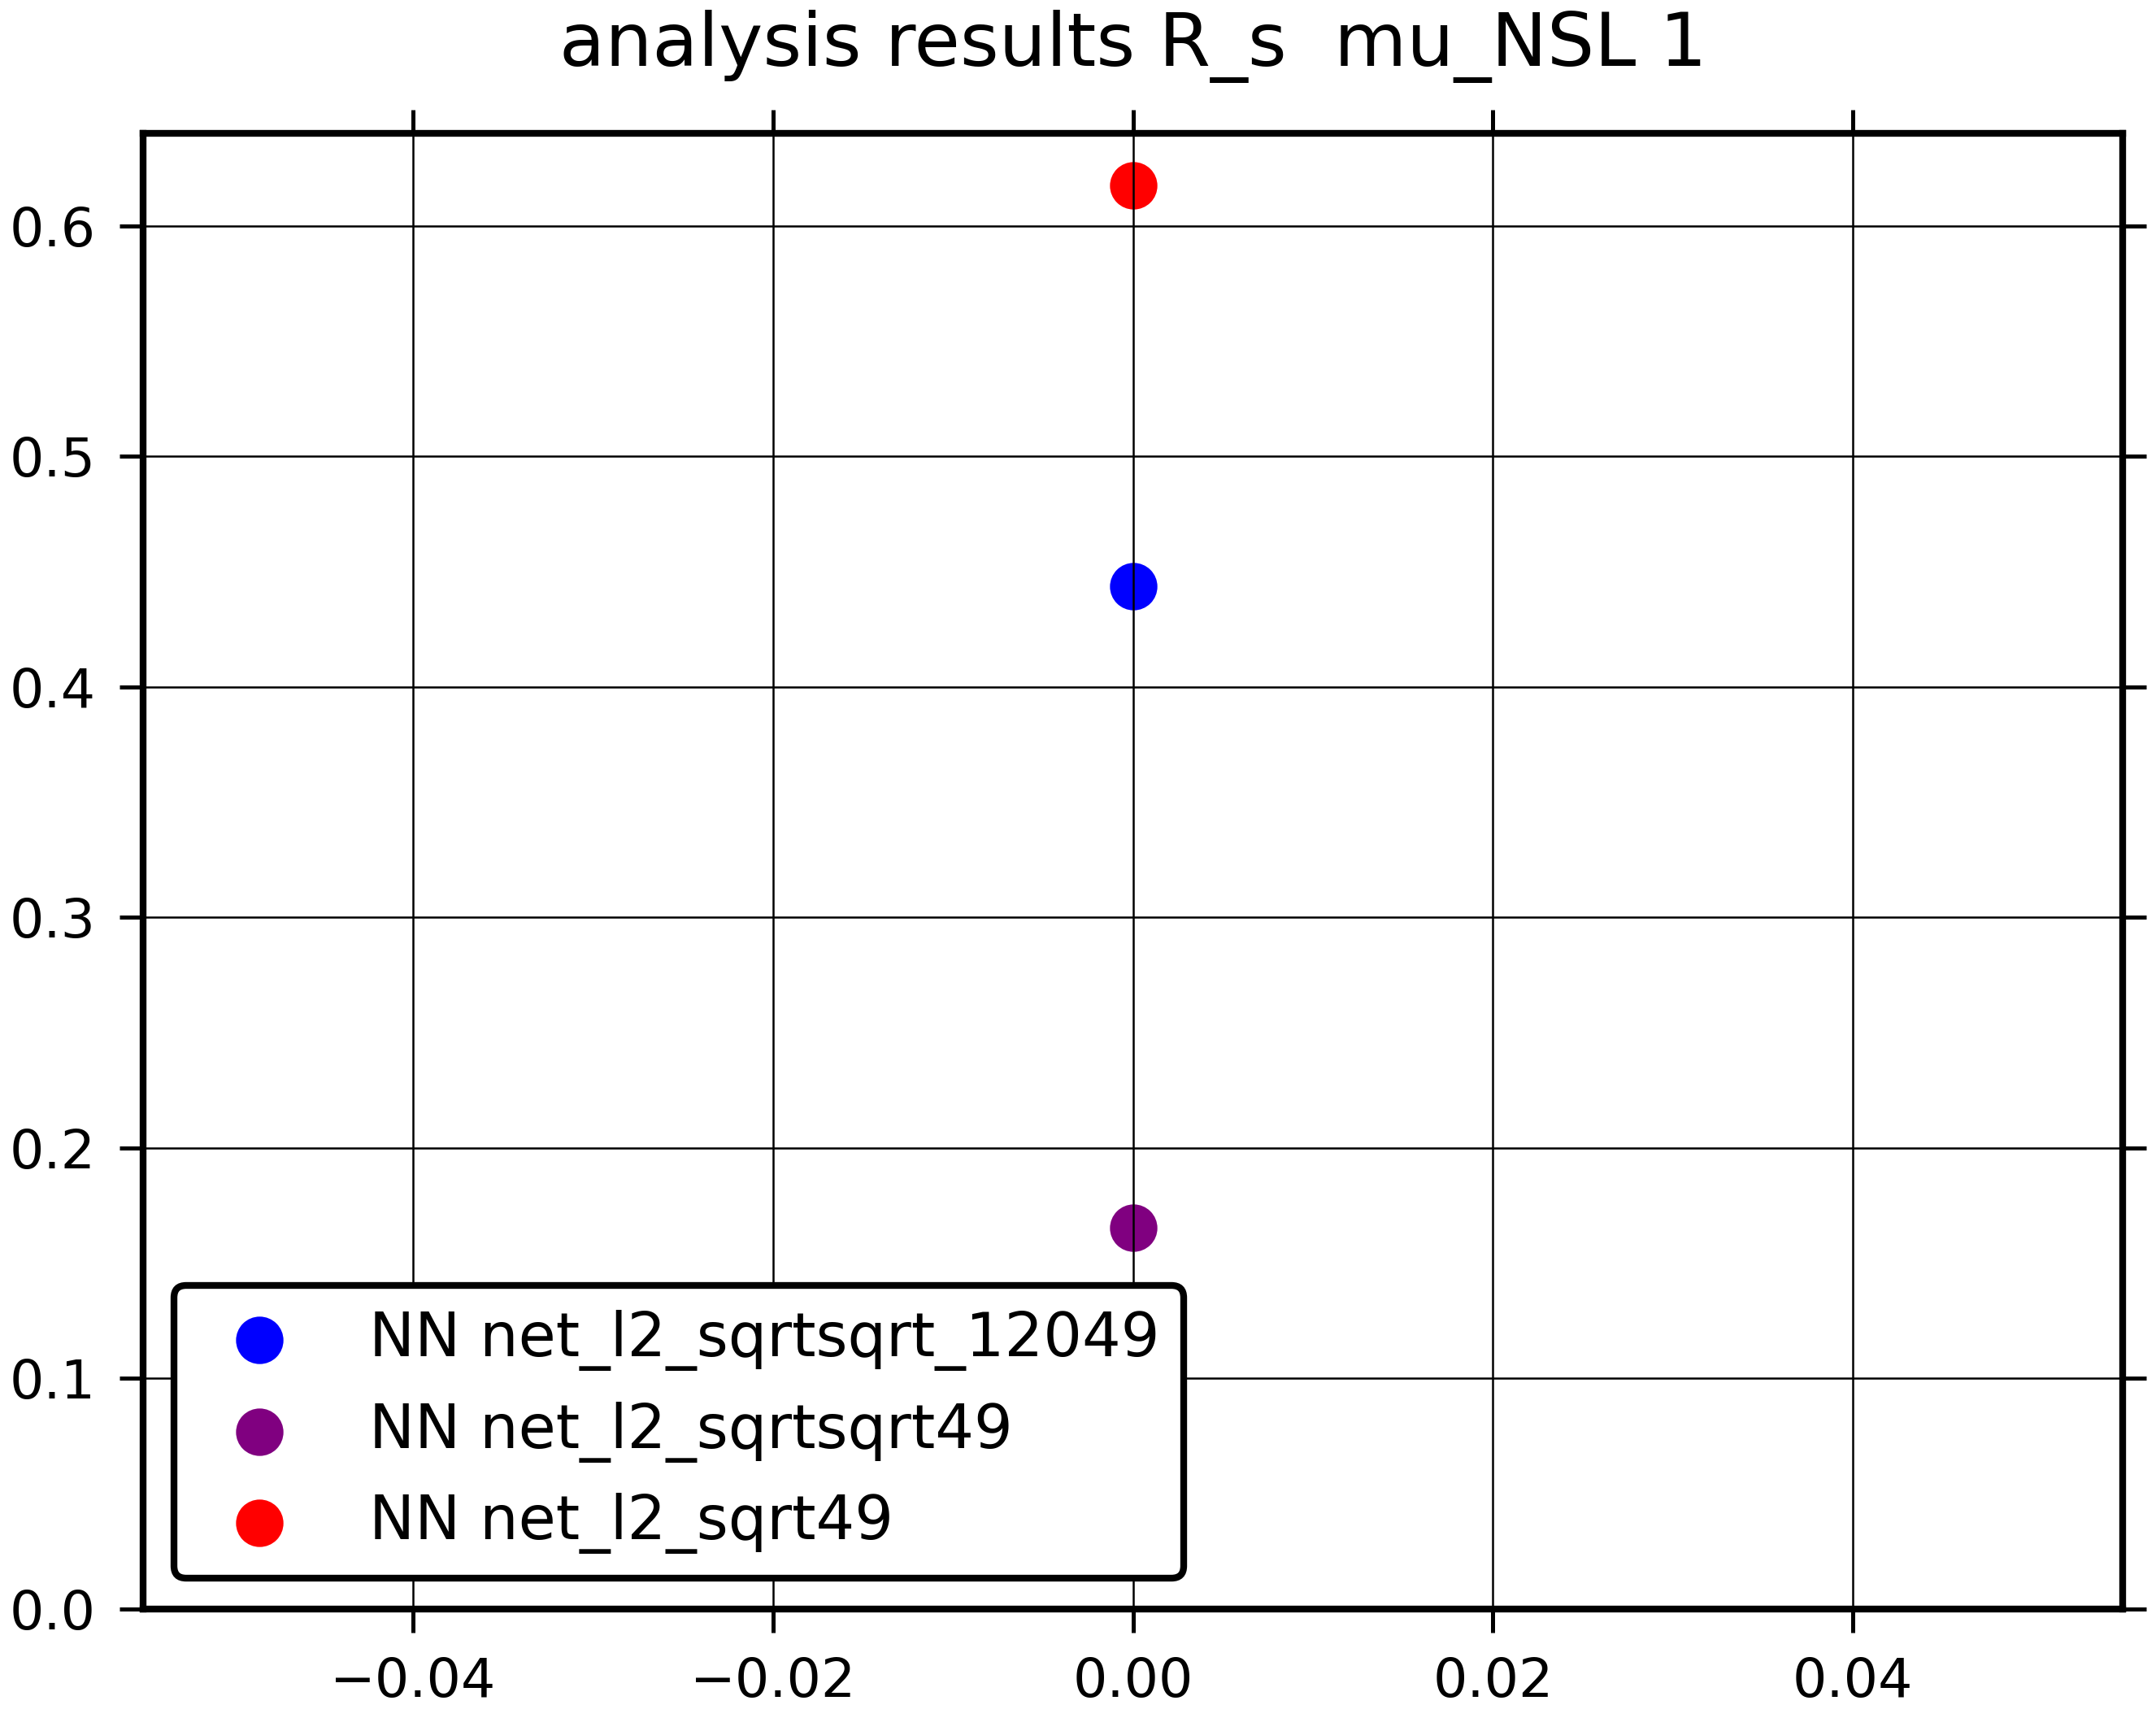 analysis results R_s  mu_NSL 1
0.6
0.5
0.4
0.3
0.2
0.1
0.0
NN net_l2_sqrtsqrt_12049
NN net_l2_sqrtsqrt49
NN net_l2_sqrt49
−0.04 −0.02 0.00 0.02 0.04